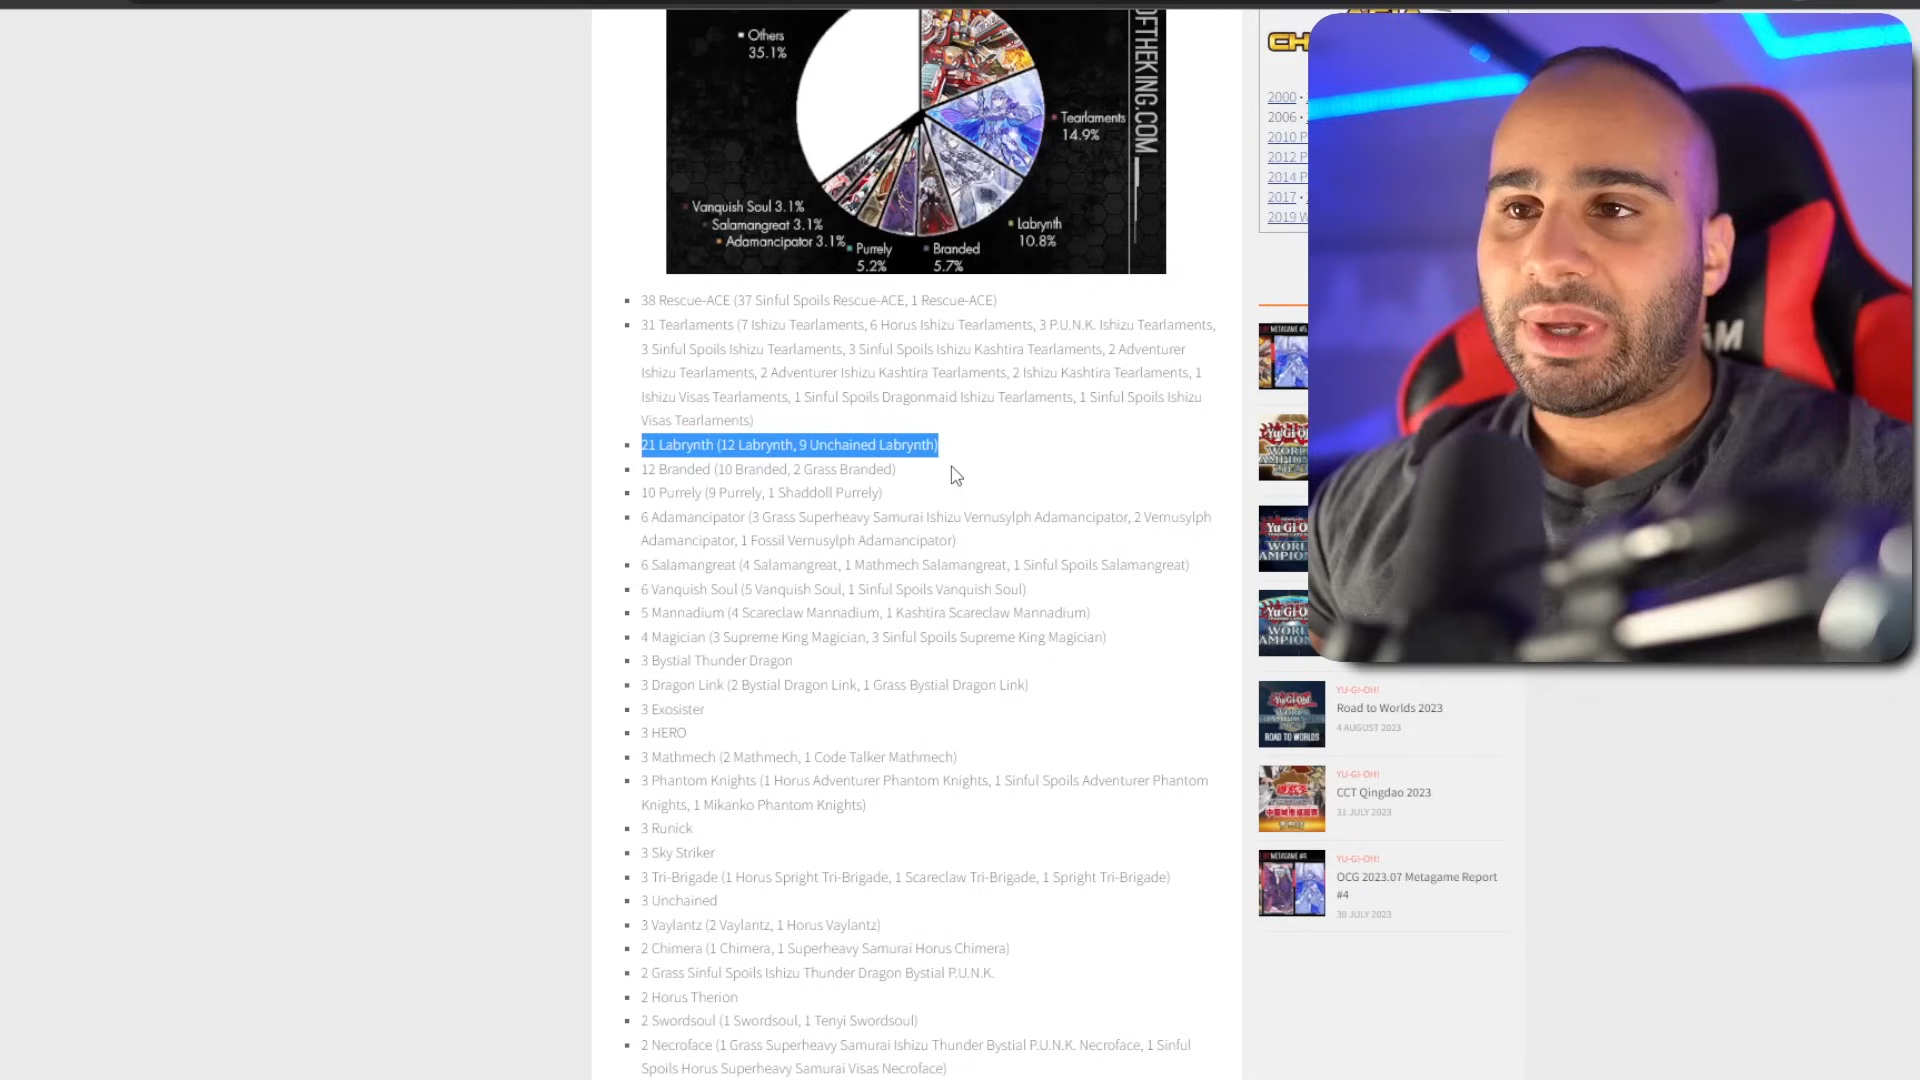 Others
35.1%
OFTHEKING.COM
Tearlaments
14.9%
Vanquish Soul 3.1%
Salamangreat 3.1%
Adamancipator 3.1%
Purrely
5.2%
Branded
5.7%
Labrynth
10.8%
38 Rescue-ACE (37 Sinful Spoils Rescue-ACE, 1 Rescue-ACE)
31 Tearlaments (7 Ishizu Tearlaments, 6 Horus Ishizu Tearlaments, 3 P.U.N.K. Ishizu Tearlaments,
3 Sinful Spoils Ishizu Tearlaments, 3 Sinful Spoils Ishizu Kashtira Tearlaments, 2 Adventurer
Ishizu Tearlaments, 2 Adventurer Ishizu Kashtira Tearlaments, 2 Ishizu Kashtira Tearlaments, 1
Ishizu Visas Tearlaments, 1 Sinful Spoils Dragonmaid Ishizu Tearlaments, 1 Sinful Spoils Ishizu
Visas Tearlaments)
21 Labrynth (12 Labrynth, 9 Unchained Labrynth)
12 Branded (10 Branded, 2 Grass Branded)
10 Purrely (9 Purrely, 1 Shaddoll Purrely)
6 Adamancipator (3 Grass Superheavy Samurai Ishizu Vernusylph Adamancipator, 2 Vernusylph
Adamancipator, 1 Fossil Vernusylph Adamancipator)
6 Salamangreat (4 Salamangreat, 1 Mathmech Salamangreat, 1 Sinful Spoils Salamangreat)
6 Vanquish Soul (5 Vanquish Soul, 1 Sinful Spoils Vanquish Soul)
5 Mannadium (4 Scareclaw Mannadium, 1 Kashtira Scareclaw Mannadium)
4 Magician (3 Supreme King Magician, 3 Sinful Spoils Supreme King Magician)
3 Bystial Thunder Dragon
3 Dragon Link (2 Bystial Dragon Link, 1 Grass Bystial Dragon Link)
3 Exosister
3 HERO
3 Mathmech (2 Mathmech, 1 Code Talker Mathmech)
3 Phantom Knights (1 Horus Adventurer Phantom Knights, 1 Sinful Spoils Adventurer Phantom
Knights, 1 Mikanko Phantom Knights)
3 Runick
3 Sky Striker
3 Tri-Brigade (1 Horus Spright Tri-Brigade, 1 Scareclaw Tri-Brigade, 1 Spright Tri-Brigade)
3 Unchained
3 Vaylantz (2 Vaylantz, 1 Horus Vaylantz)
2 Chimera (1 Chimera, 1 Superheavy Samurai Horus Chimera)
2 Grass Sinful Spoils Ishizu Thunder Dragon Bystial P.U.N.K.
2 Horus Therion
2 Swordsoul (1 Swordsoul, 1 Tenyi Swordsoul)
2 Necroface (1 Grass Superheavy Samurai Ishizu Thunder Bystial P.U.N.K. Necroface, 1 Sinful
Spoils Horus Superheavy Samurai Visas Necroface)
CH
2000 •
2006 •
2010 P
2012 P
2014 P
2017 •
2019 W
YU-GI-OH!
Road to Worlds 2023
4 AUGUST 2023
ROAD TO WORLDS
YU-GI-OH!
CCT Qingdao 2023
31 JULY 2023
YU-GI-OH!
OCG 2023.07 Metagame Report
#4
30 JULY 2023